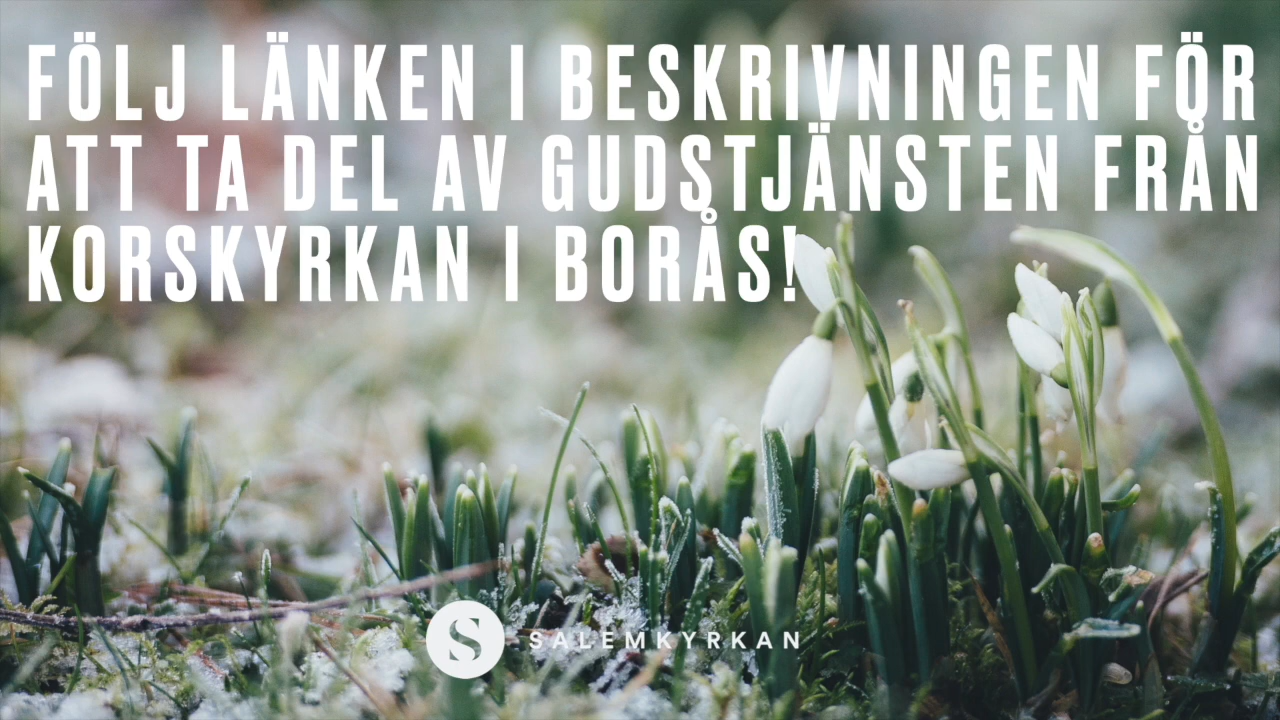 FÖLJ LÄNKEN I BESKRIVNINGEN FÖR
ATT TA DEL AV GUDSTJÄNSTEN FRÅN
KORSKYRKAN I BORÅS!
S SALEMKYRKAN